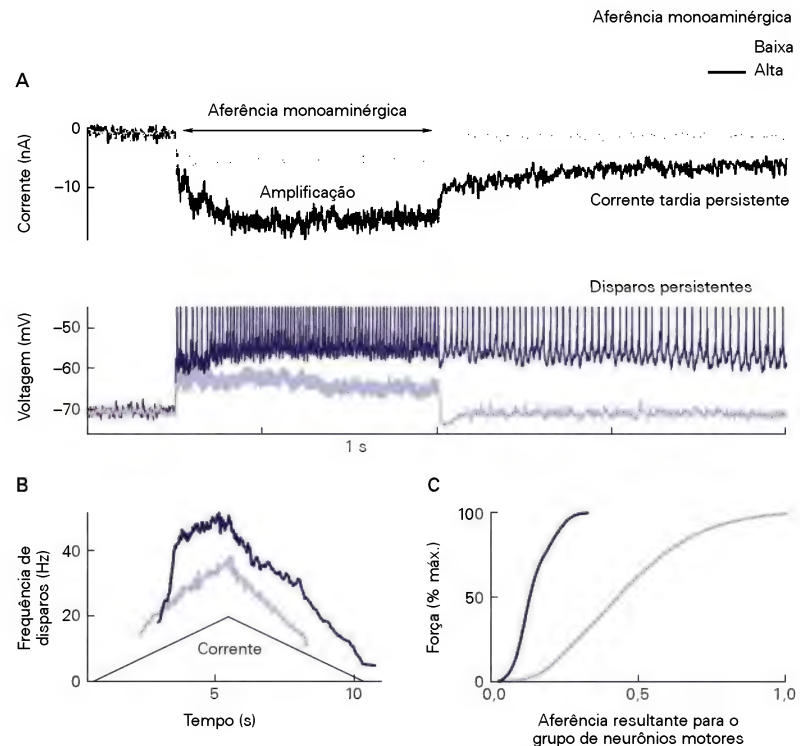 Aferência monoaminérgica
Baixa
Alta
A
Aferência monoaminérgica
0
Corrente (nA)
Amplificação
−10
Corrente tardia persistente
Disparos persistentes
−50
Voltagem (mV)
−60
−70
1 s
B
C
Frequência de
disparos (Hz)
40
20
0
Corrente
5
10
Tempo (s)
Força (% máx.)
100
50
0
0,0
0,5
1,0
Aferência resultante para o
grupo de neurônios motores